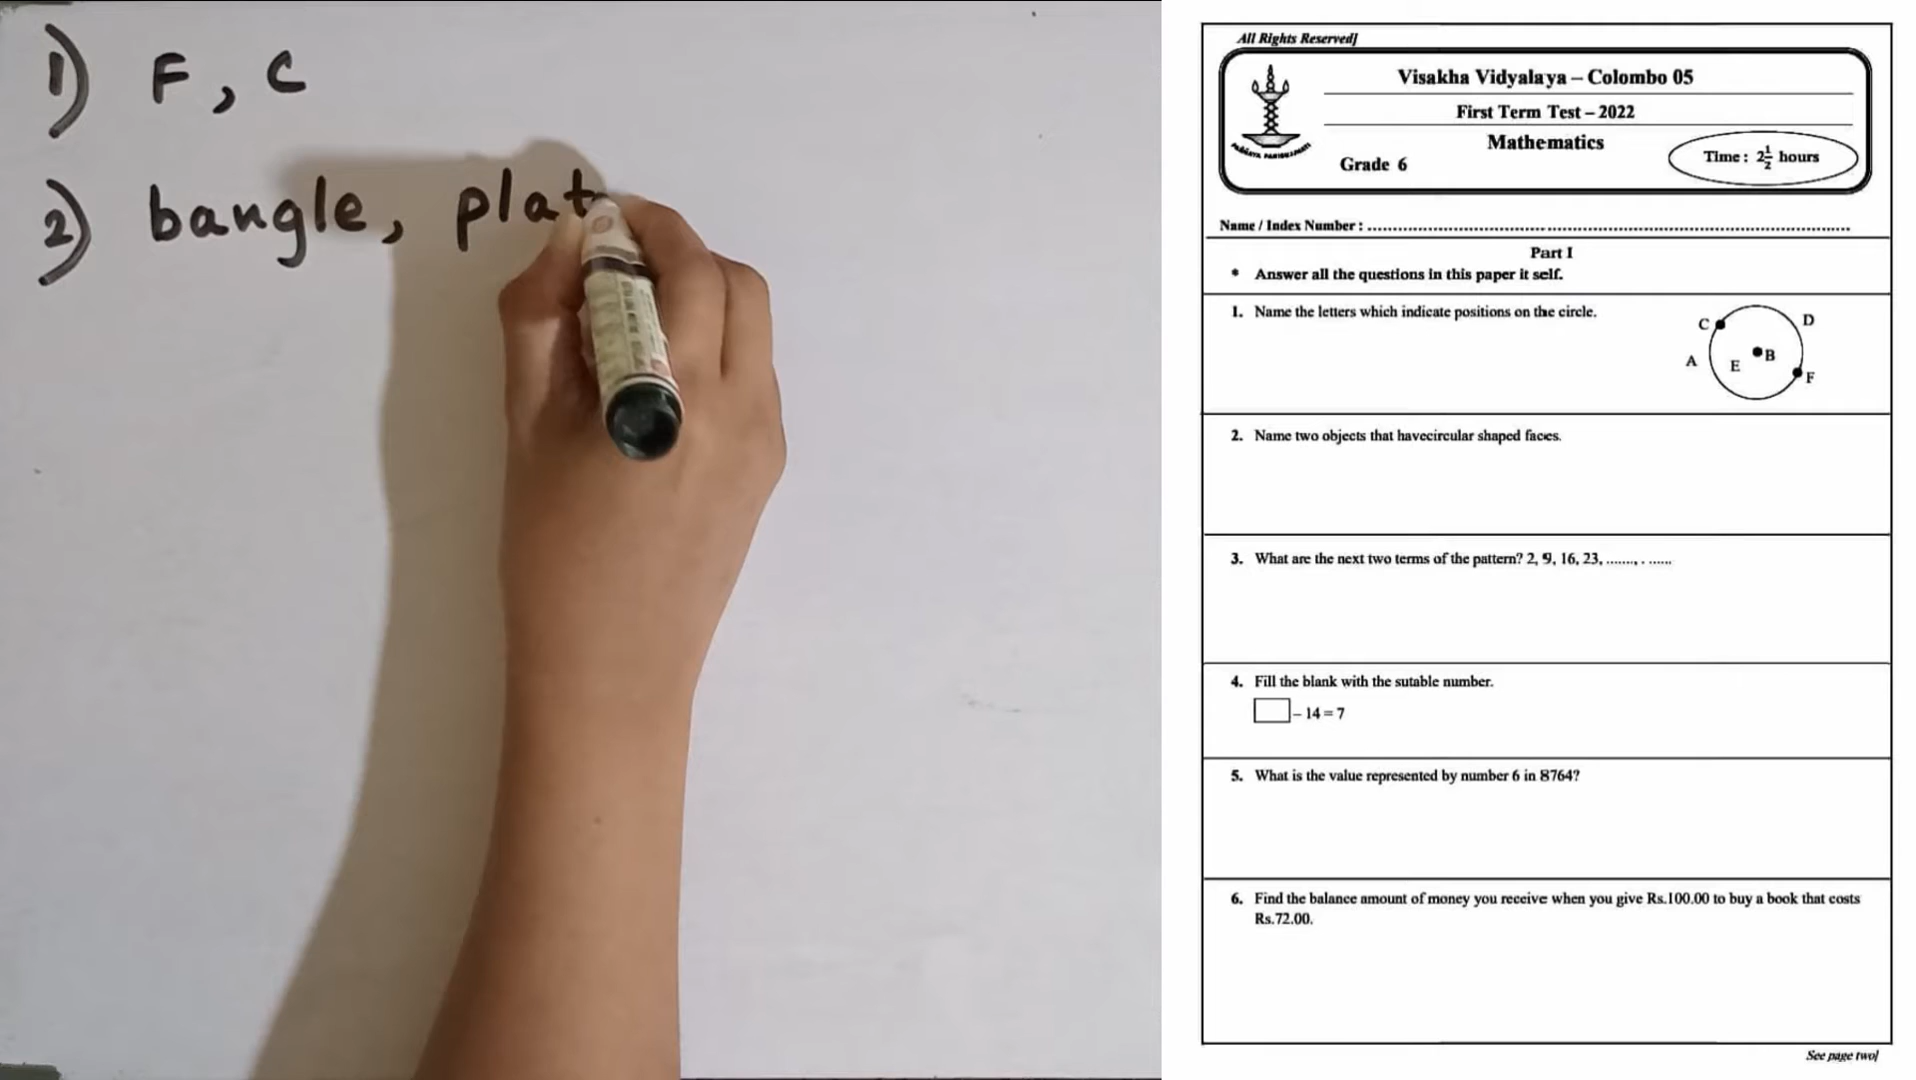 1) F, C
2) bangle, plat
All Rights Reserved]
Visakha Vidyalaya – Colombo 05
First Term Test – 2022
Mathematics
Grade 6
Time : 2½ hours
Name / Index Number : ........................................................................................
Part I
* Answer all the questions in this paper it self.
1. Name the letters which indicate positions on the circle.
C
D
A
E
B
F
2. Name two objects that havecircular shaped faces.
3. What are the next two terms of the pattern? 2, 9, 16, 23, ......., . ......
4. Fill the blank with the sutable number.
– 14 = 7
5. What is the value represented by number 6 in 8764?
6. Find the balance amount of money you receive when you give Rs.100.00 to buy a book that costs
Rs.72.00.
See page two]